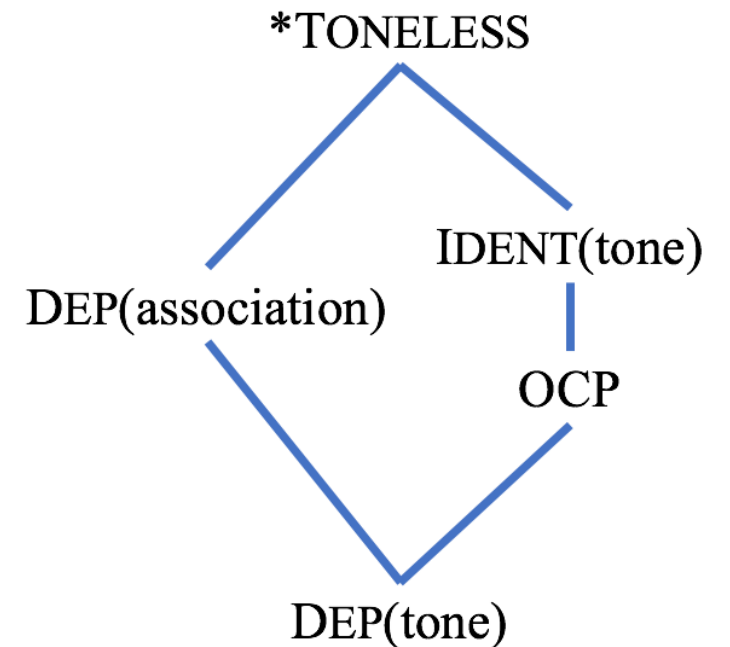 *TONELESS
IDENT(tone)
DEP(association)
OCP
DEP(tone)